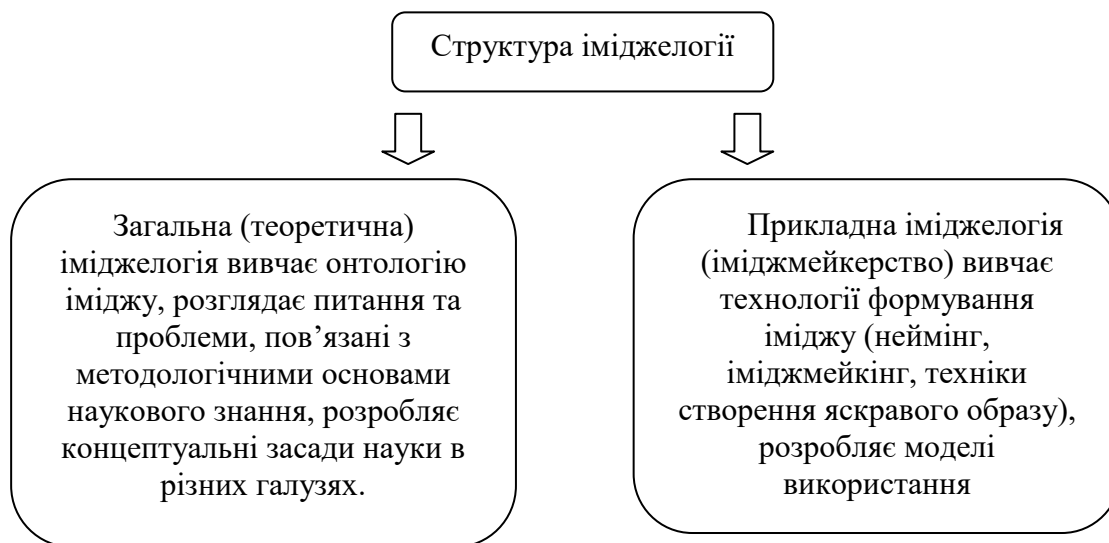 Структура іміджелогії
Загальна (теоретична)
іміджелогія вивчає онтологію
іміджу, розглядає питання та
проблеми, пов’язані з
методологічними основами
наукового знання, розробляє
концептуальні засади науки в
різних галузях.
Прикладна іміджелогія
(іміджмейкерство) вивчає
технології формування
іміджу (неймінг,
іміджмейкінг, техніки
створення яскравого образу),
розробляє моделі
використання